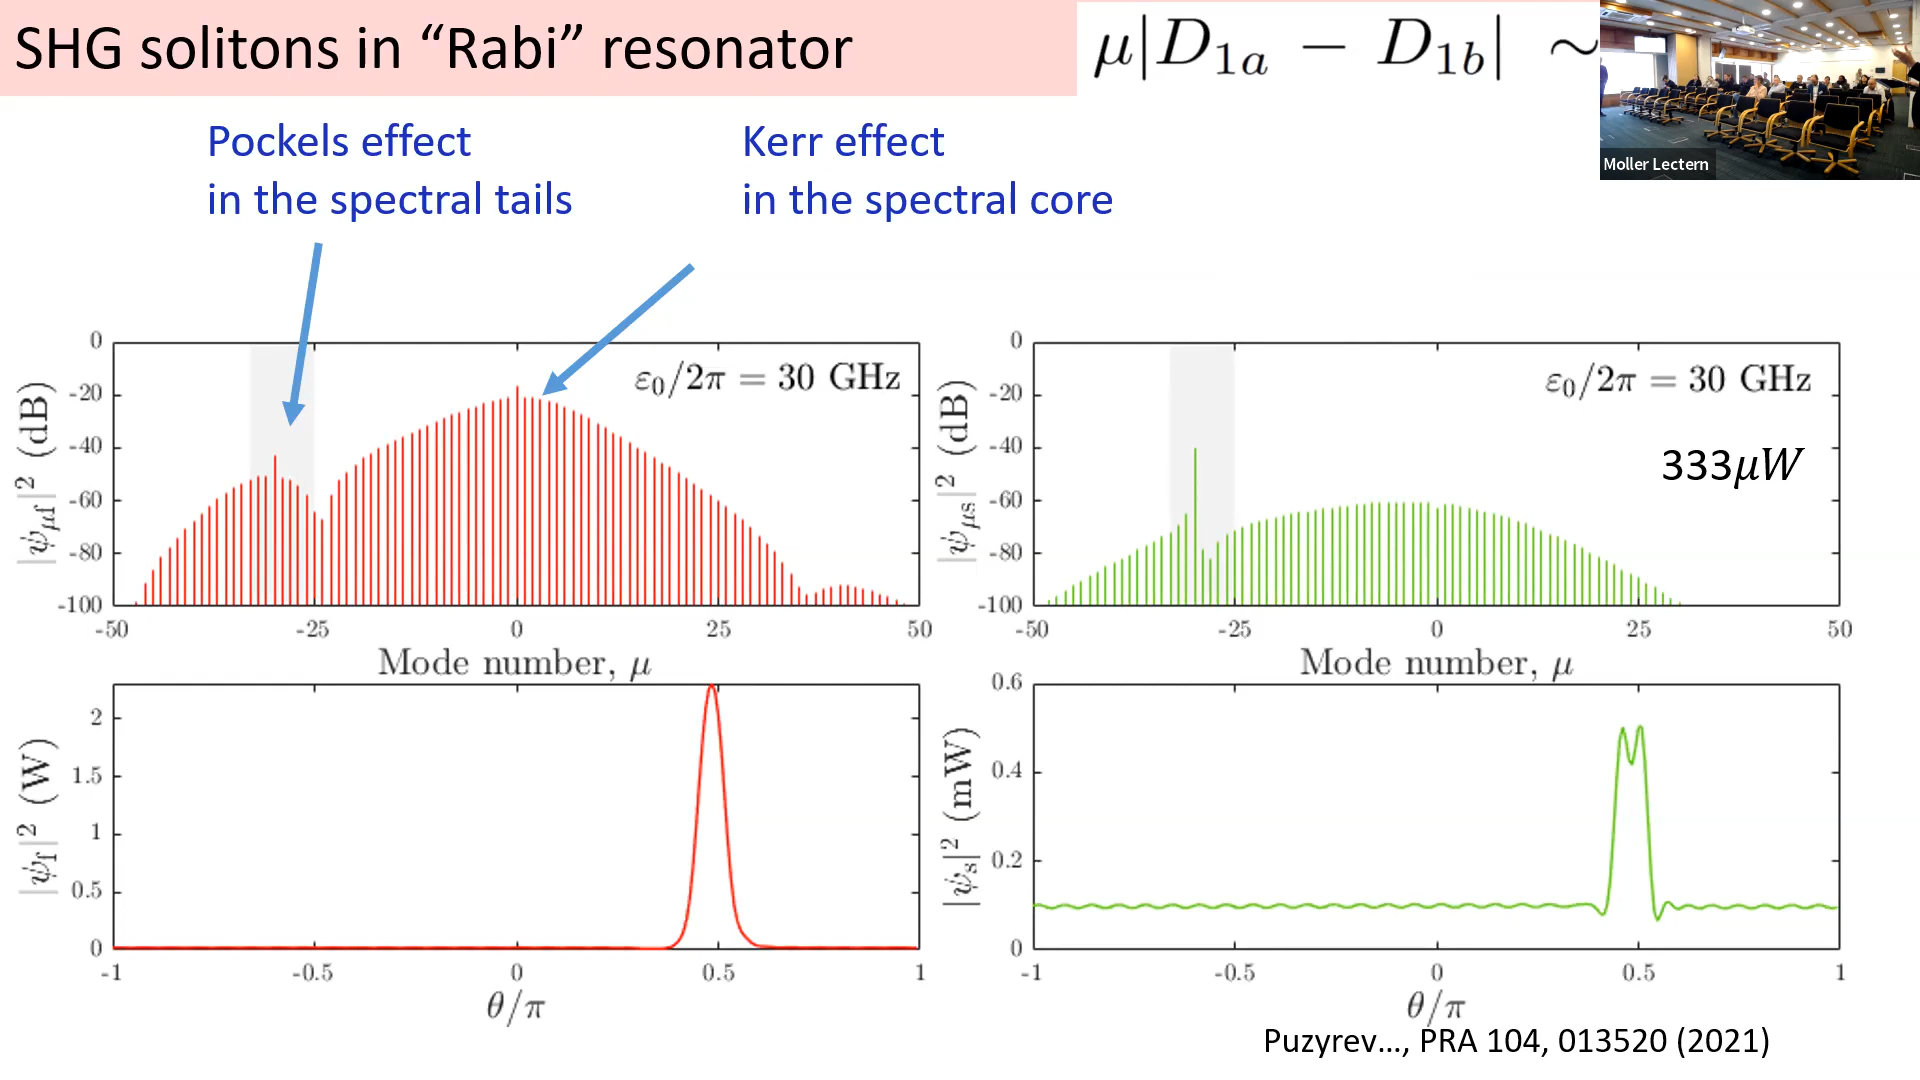 SHG solitons in “Rabi” resonator
μ|D₁ₐ − D₁b| ∼
Moller Lectern
Pockels effect
in the spectral tails
Kerr effect
in the spectral core
ε₀/2π = 30 GHz
|ψμf|² (dB)
0
-20
-40
-60
-80
-100
-50 -25 0 25 50
Mode number, μ
ε₀/2π = 30 GHz
333μW
|ψμs|² (dB)
0
-20
-40
-60
-80
-100
-50 -25 0 25 50
Mode number, μ
|ψf|² (W)
2
1.5
1
0.5
0
-1 -0.5 0 0.5 1
θ/π
|ψs|² (mW)
0.6
0.4
0.2
0
-1 -0.5 0 0.5 1
θ/π
Puzyrev..., PRA 104, 013520 (2021)